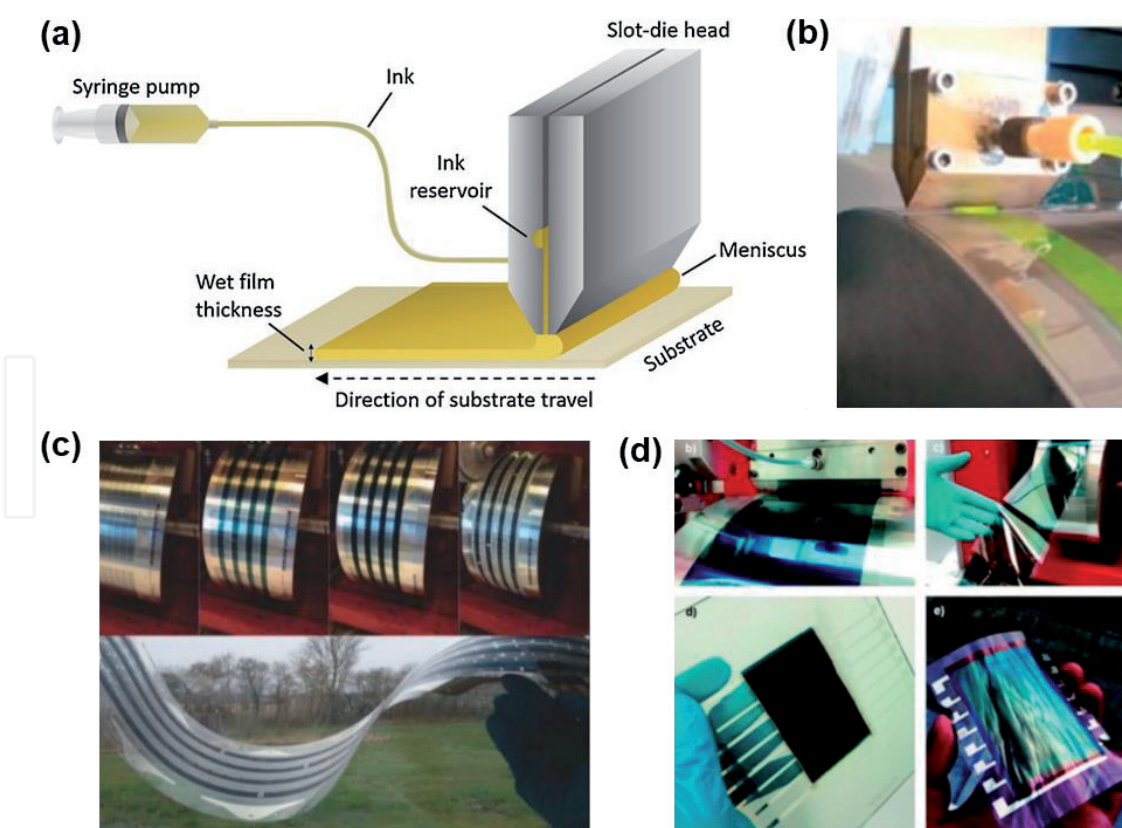 (a)
Slot-die head
(b)
Syringe pump
Ink
Ink
reservoir
Meniscus
Wet film
thickness
Substrate
Direction of substrate travel
(c)
(d)
b)
c)
d)
e)